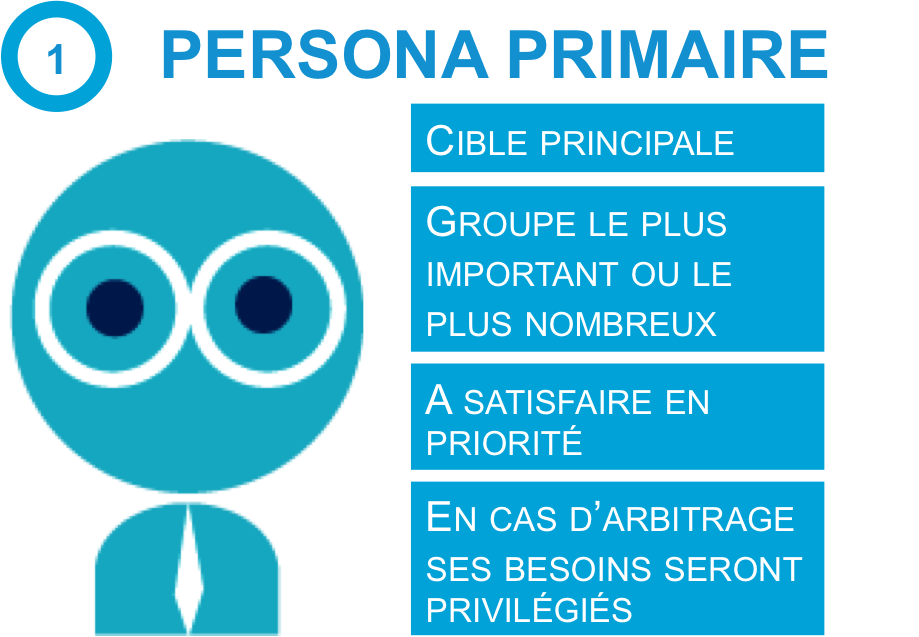 1
PERSONA PRIMAIRE
CIBLE PRINCIPALE
GROUPE LE PLUS
IMPORTANT OU LE
PLUS NOMBREUX
A SATISFAIRE EN
PRIORITÉ
EN CAS D’ARBITRAGE
SES BESOINS SERONT
PRIVILÉGIÉS